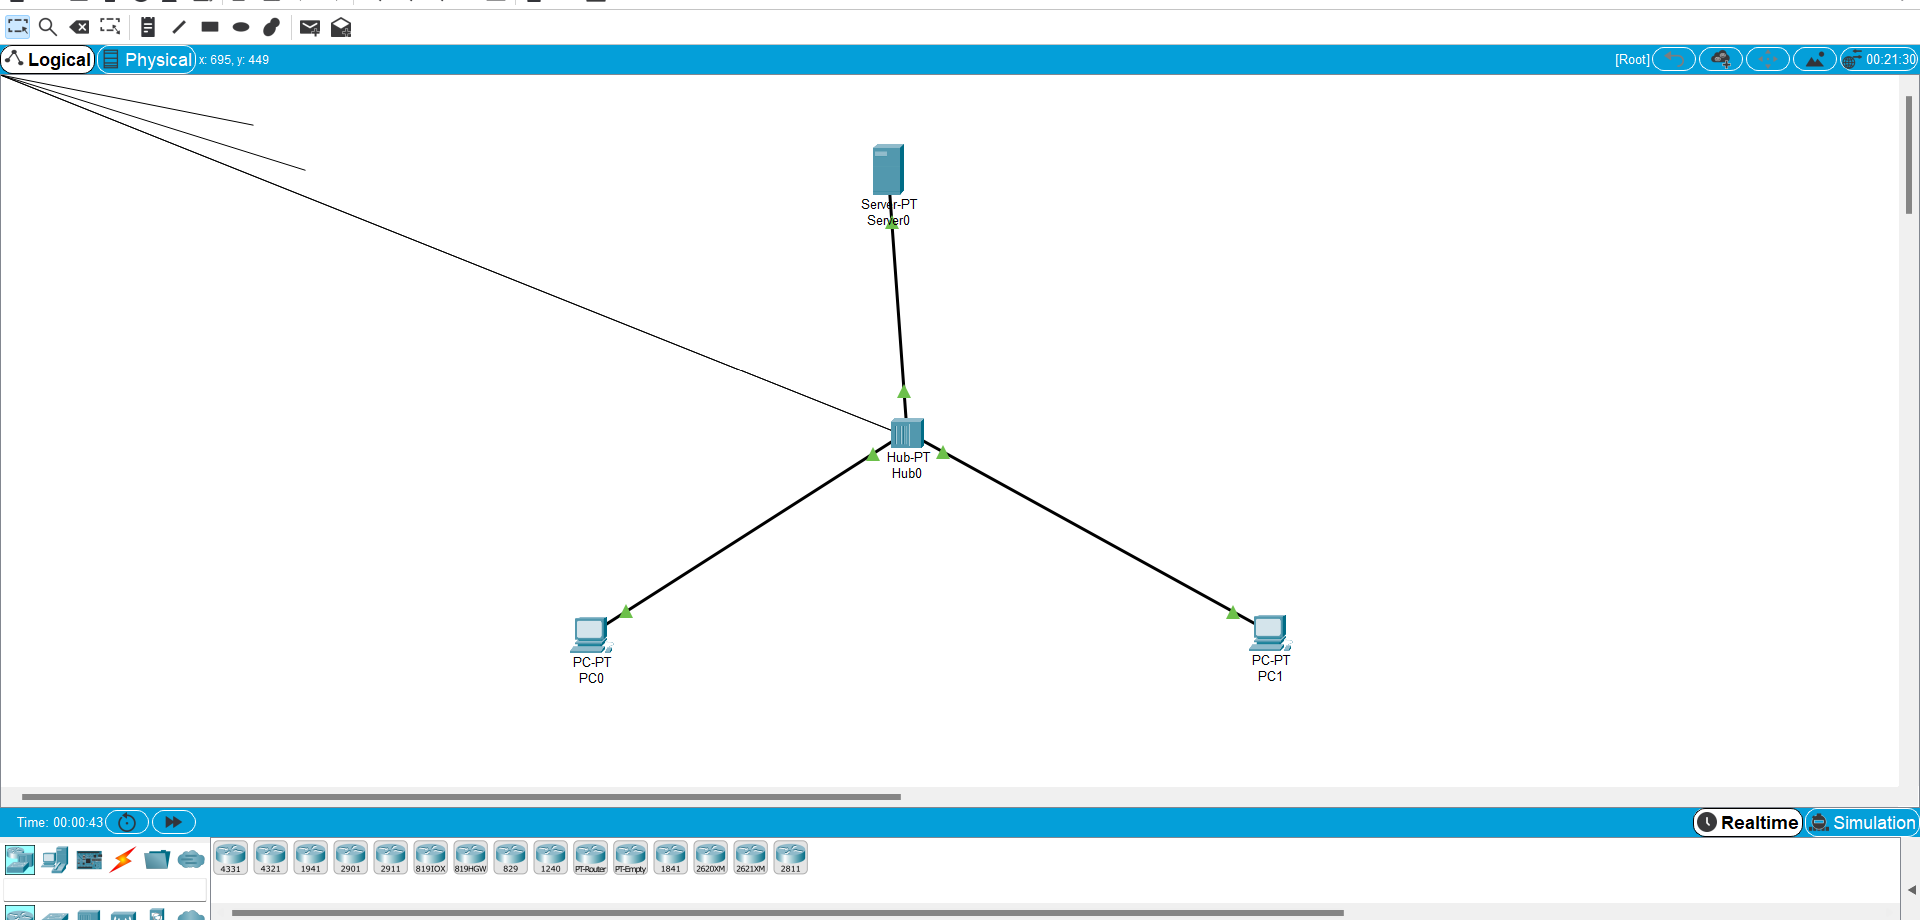 Logical Physical x: 695, y: 449 [Root] 00:21:30
Server-PT
Server0
Hub-PT
Hub0
PC-PT
PC0
PC-PT
PC1
Time: 00:00:43 Realtime Simulation
4331 4321 1941 2901 2911 819IOX 819HGW 829 1240 PT-Router PT-Empty 1841 2620XM 2621XM 2811